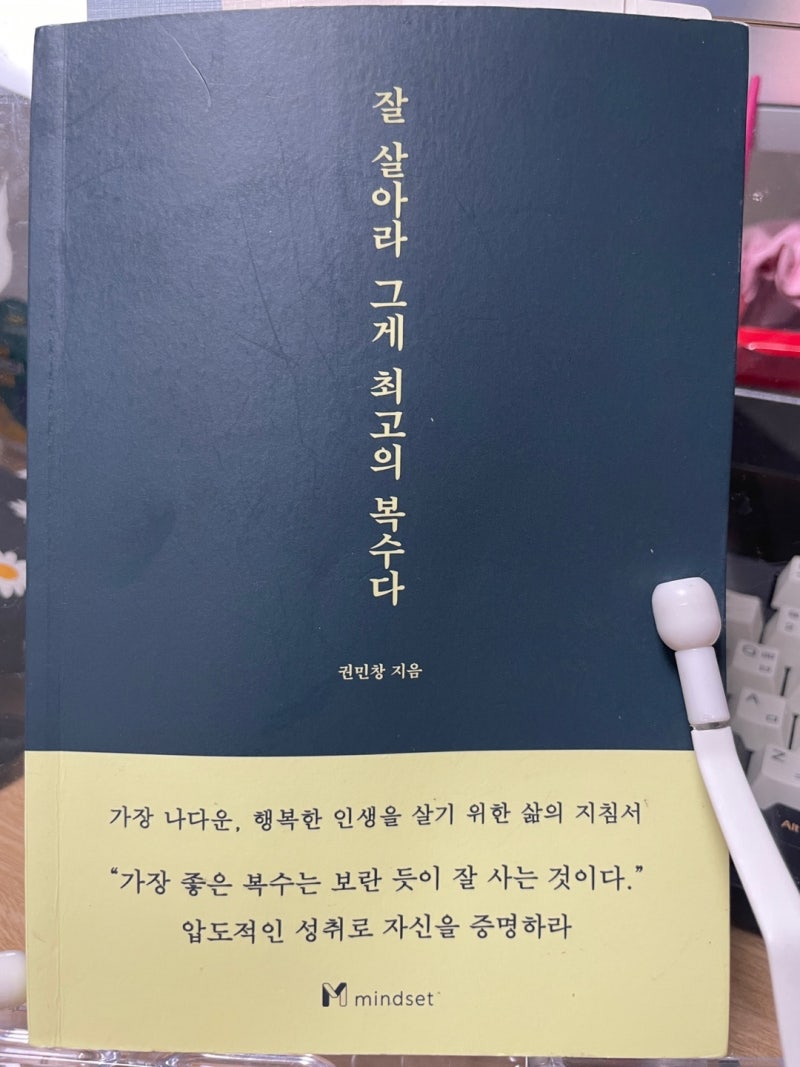 잘 살아라 그게 최고의 복수다
권민창 지음
가장 나다운, 행복한 인생을 살기 위한 삶의 지침서
“가장 좋은 복수는 보란 듯이 잘 사는 것이다.”
압도적인 성취로 자신을 증명하라
mindset
A
Z
Alt